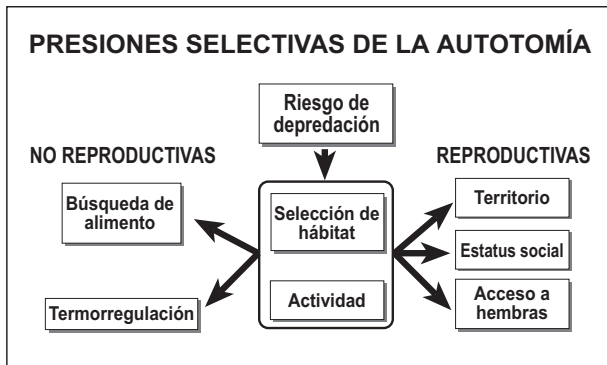 PRESIONES SELECTIVAS DE LA AUTOTOMÍA
Riesgo de
depredación
NO REPRODUCTIVAS
REPRODUCTIVAS
Búsqueda de
alimento
Selección de
hábitat
Territorio
Estatus social
Termorregulación
Actividad
Acceso a
hembras